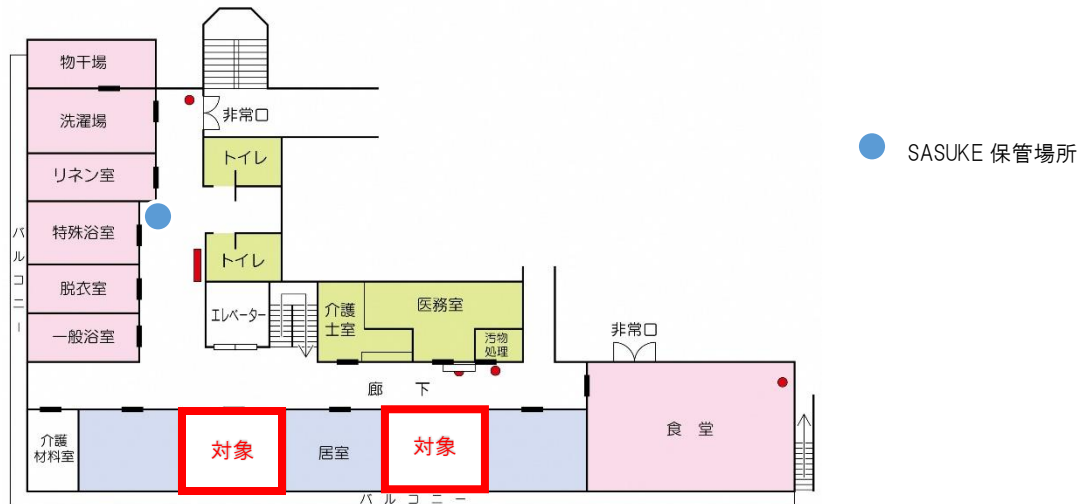 物干場
洗濯場
非常口
トイレ
リネン室
SASUKE 保管場所
特殊浴室
バルコニー
トイレ
脱衣室
エレベーター
介護
士室
医務室
一般浴室
汚物
処理
非常口
廊　下
介護
材料室
対象
居室
対象
食　堂
バルコニー